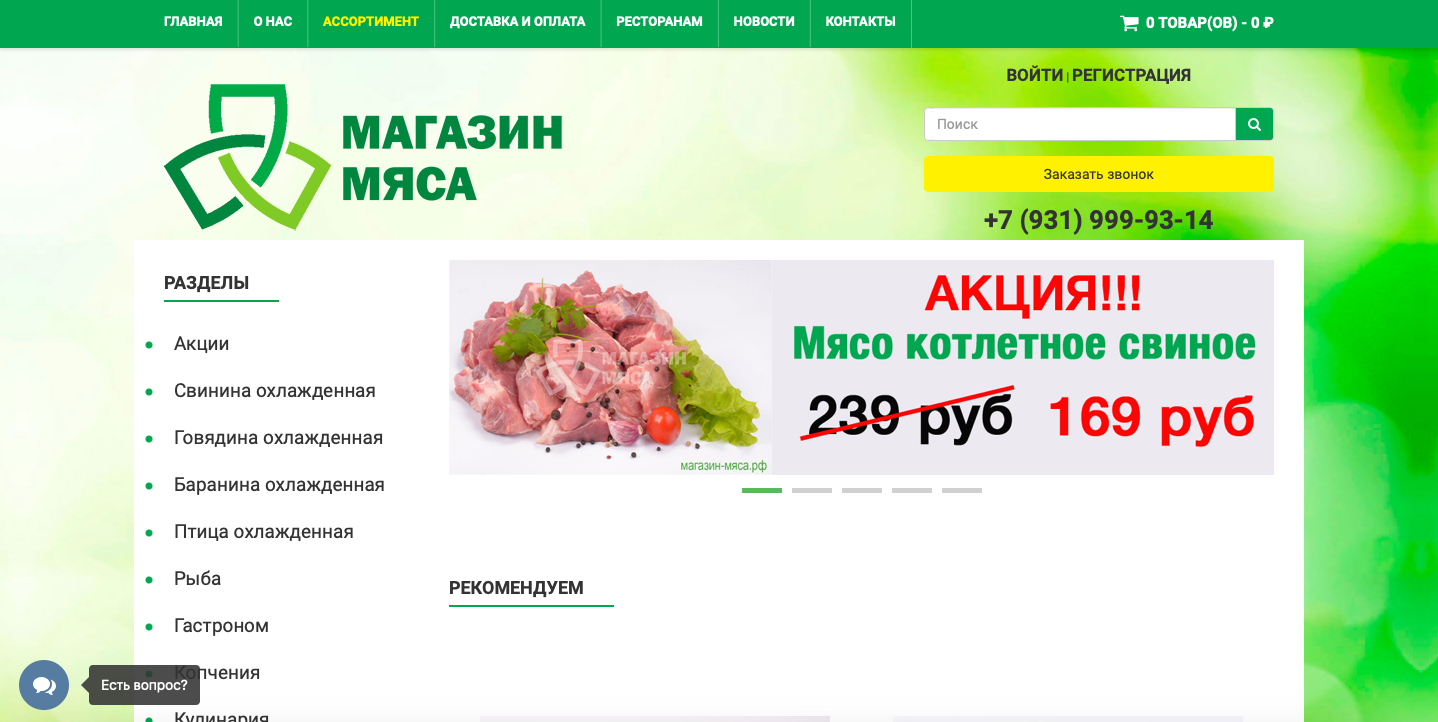 ГЛАВНАЯ
О НАС
АССОРТИМЕНТ
ДОСТАВКА И ОПЛАТА
РЕСТОРАНАМ
НОВОСТИ
КОНТАКТЫ
0 ТОВАР(ОВ) - 0 ₽
ВОЙТИ | РЕГИСТРАЦИЯ
МАГАЗИН
МЯСА
Поиск
Заказать звонок
+7 (931) 999-93-14
РАЗДЕЛЫ
Акции
Свинина охлажденная
Говядина охлажденная
Баранина охлажденная
Птица охлажденная
Рыба
Гастроном
Копчения
Кулинария
АКЦИЯ!!!
Мясо котлетное свиное
239 руб 169 руб
МАГАЗИН
МЯСА
магазин-мяса.рф
РЕКОМЕНДУЕМ
Есть вопрос?